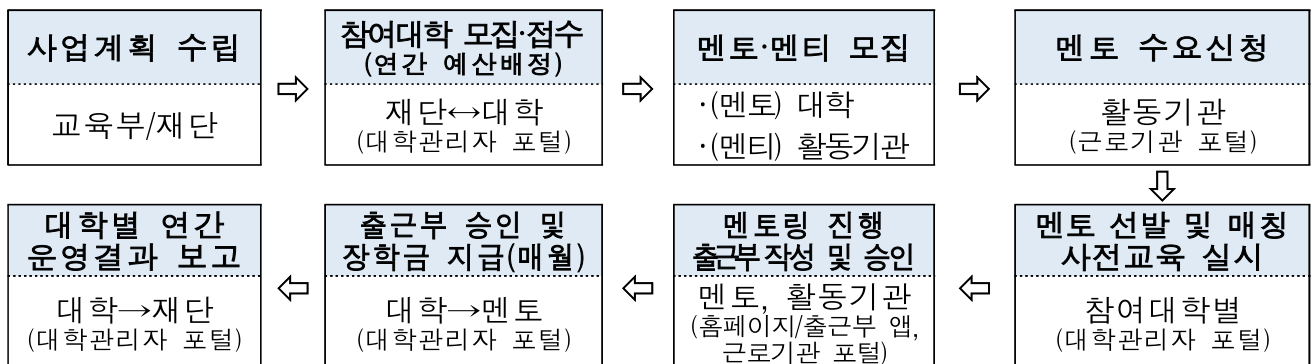 사업계획 수립
교육부/재단
참여대학 모집·접수
(연간 예산배정)
재단↔대학
(대학관리자 포털)
멘토·멘티 모집
·(멘토) 대학
·(멘티) 활동기관
멘토 수요신청
활동기관
(근로기관 포털)
멘토 선발 및 매칭
사전교육 실시
참여대학별
(대학관리자 포털)
멘토링 진행
출근부작성 및 승인
멘토, 활동기관
(홈페이지/출근부 앱,
근로기관 포털)
출근부 승인 및
장학금 지급(매월)
대학→멘토
(대학관리자 포털)
대학별 연간
운영결과 보고
대학→재단
(대학관리자 포털)